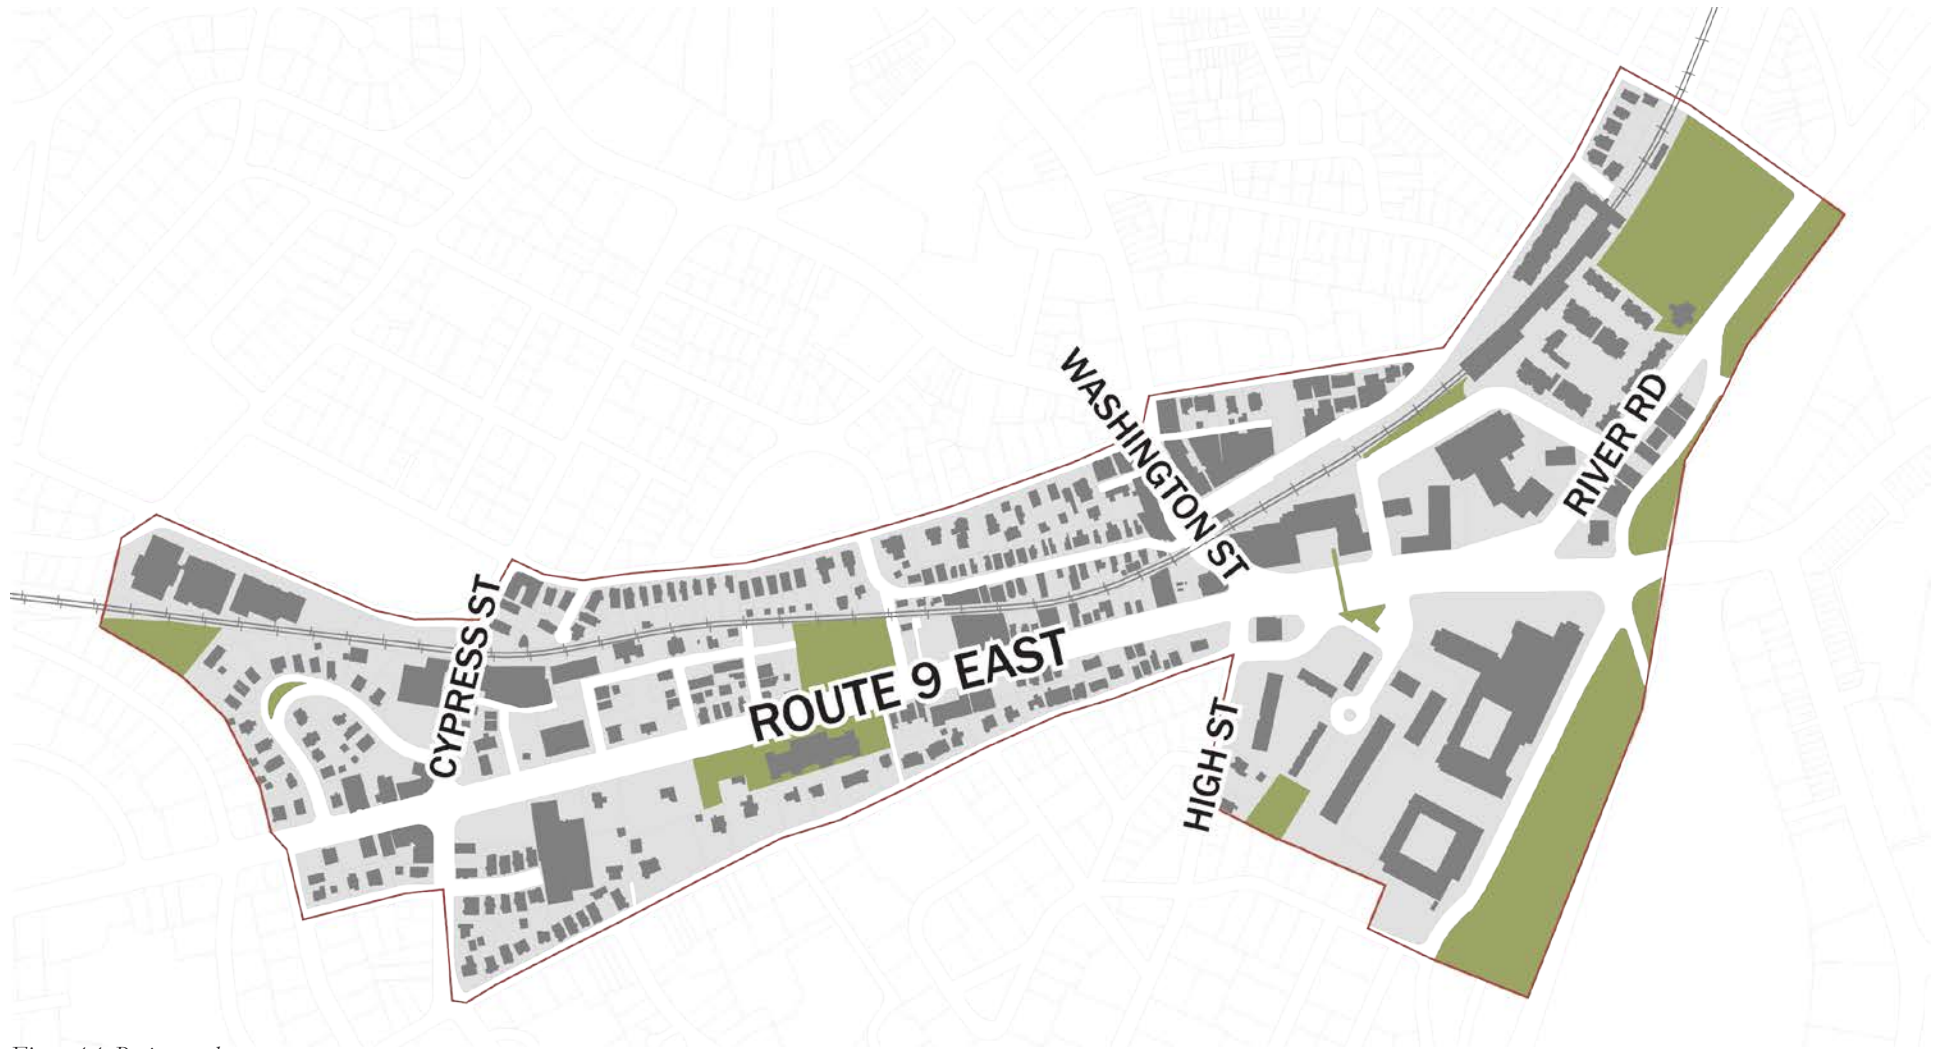 WASHINGTON ST
RIVER RD
CYPRESS ST
ROUTE 9 EAST
HIGH ST